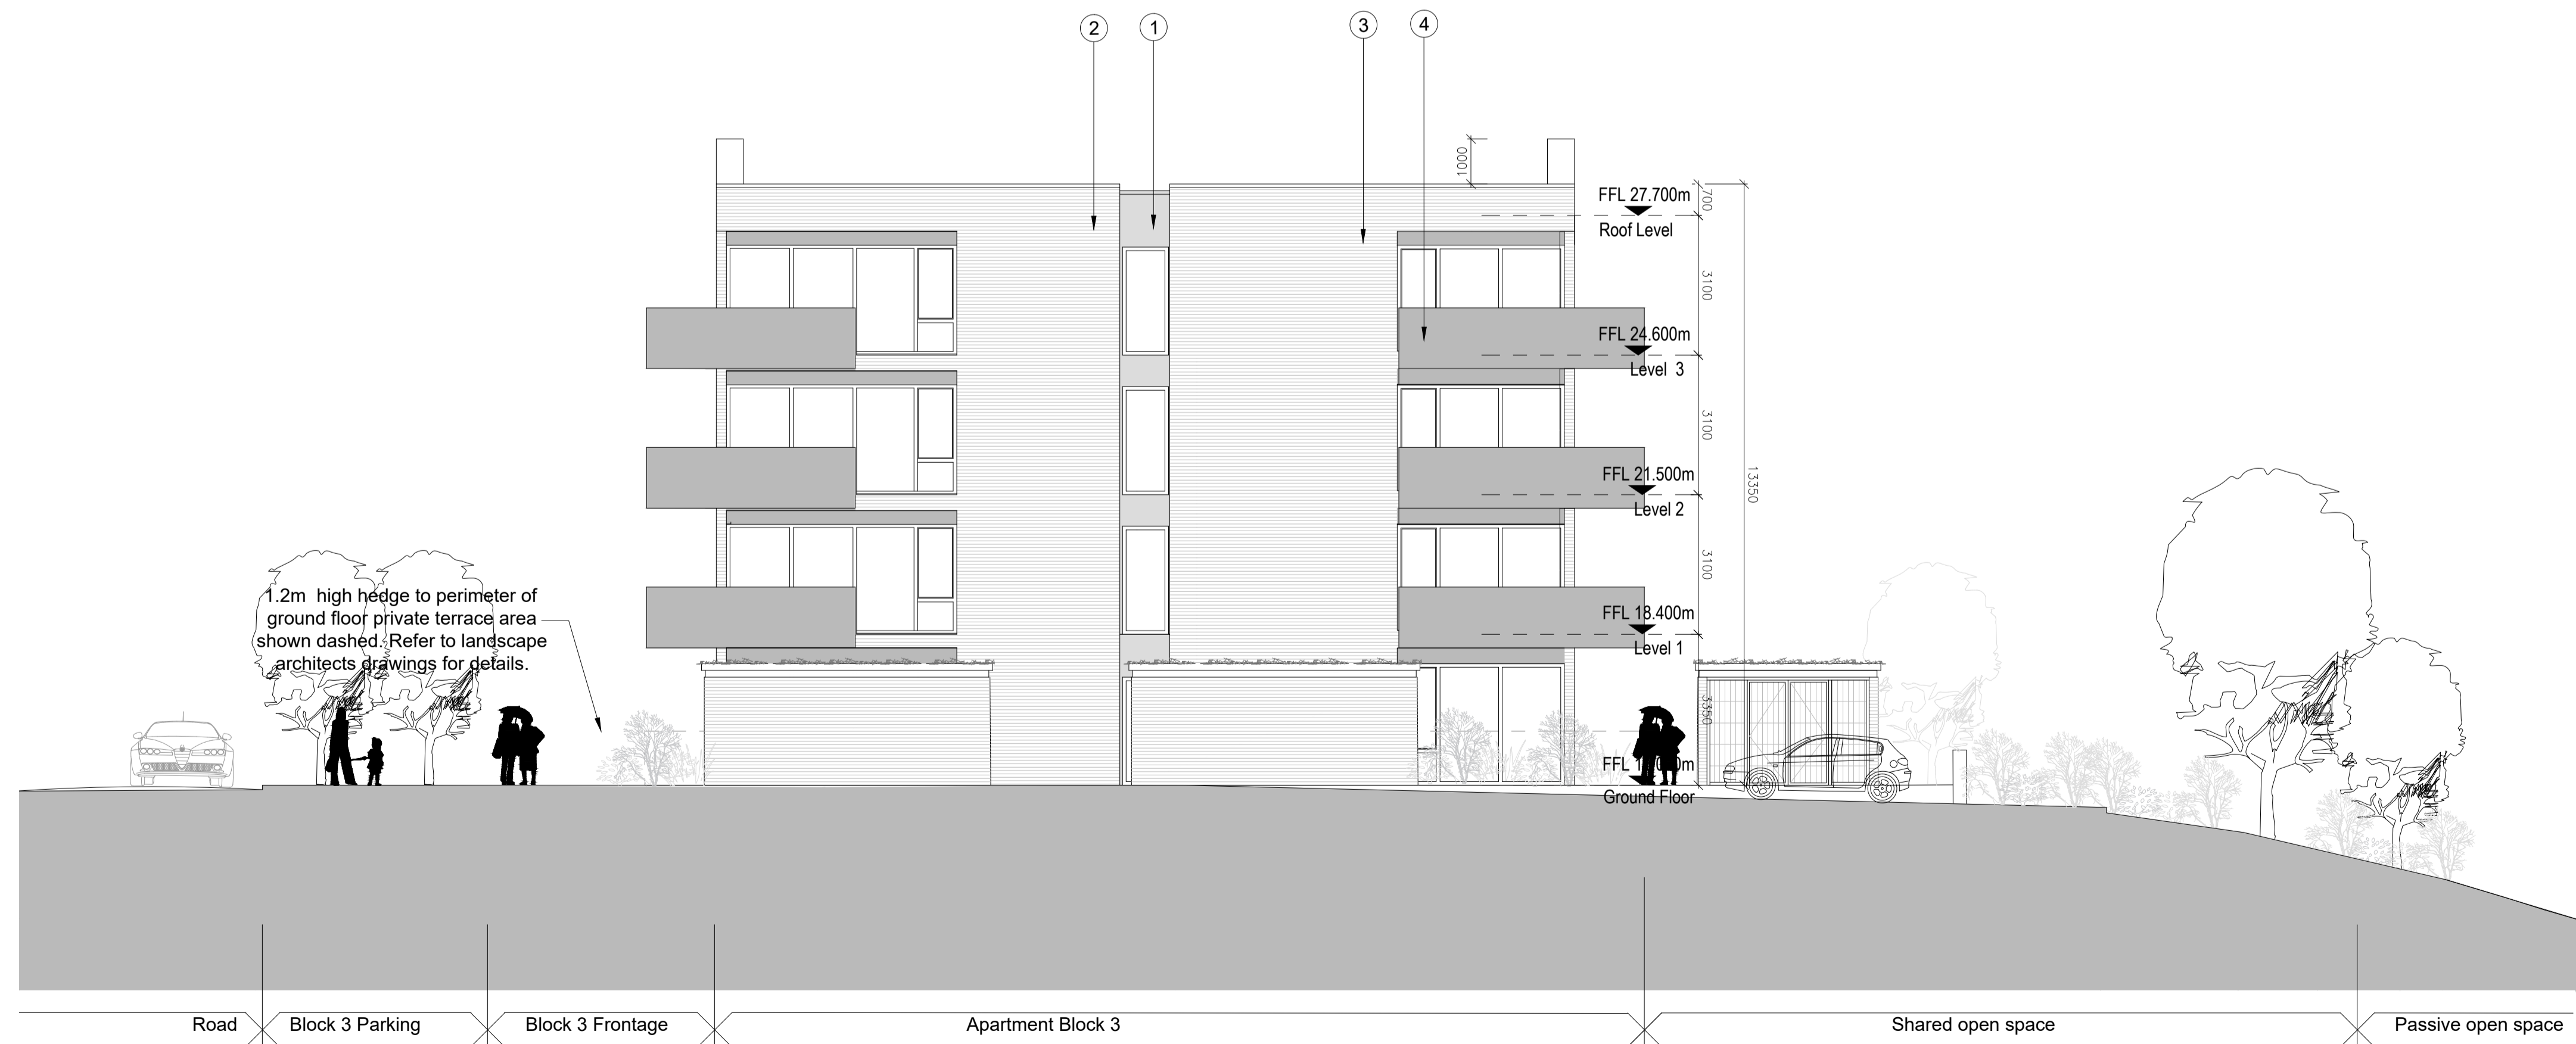 2
1
3
4
1000
FFL 27.700m
700
Roof Level
3100
FFL 24.600m
Level 3
3100
13350
FFL 21.500m
Level 2
3100
FFL 18.400m
Level 1
1.2m high hedge to perimeter of
ground floor private terrace area
shown dashed. Refer to landscape
architects drawings for details.
3350
FFL
Ground Floor
Road
Block 3 Parking
Block 3 Frontage
Apartment Block 3
Shared open space
Passive open space